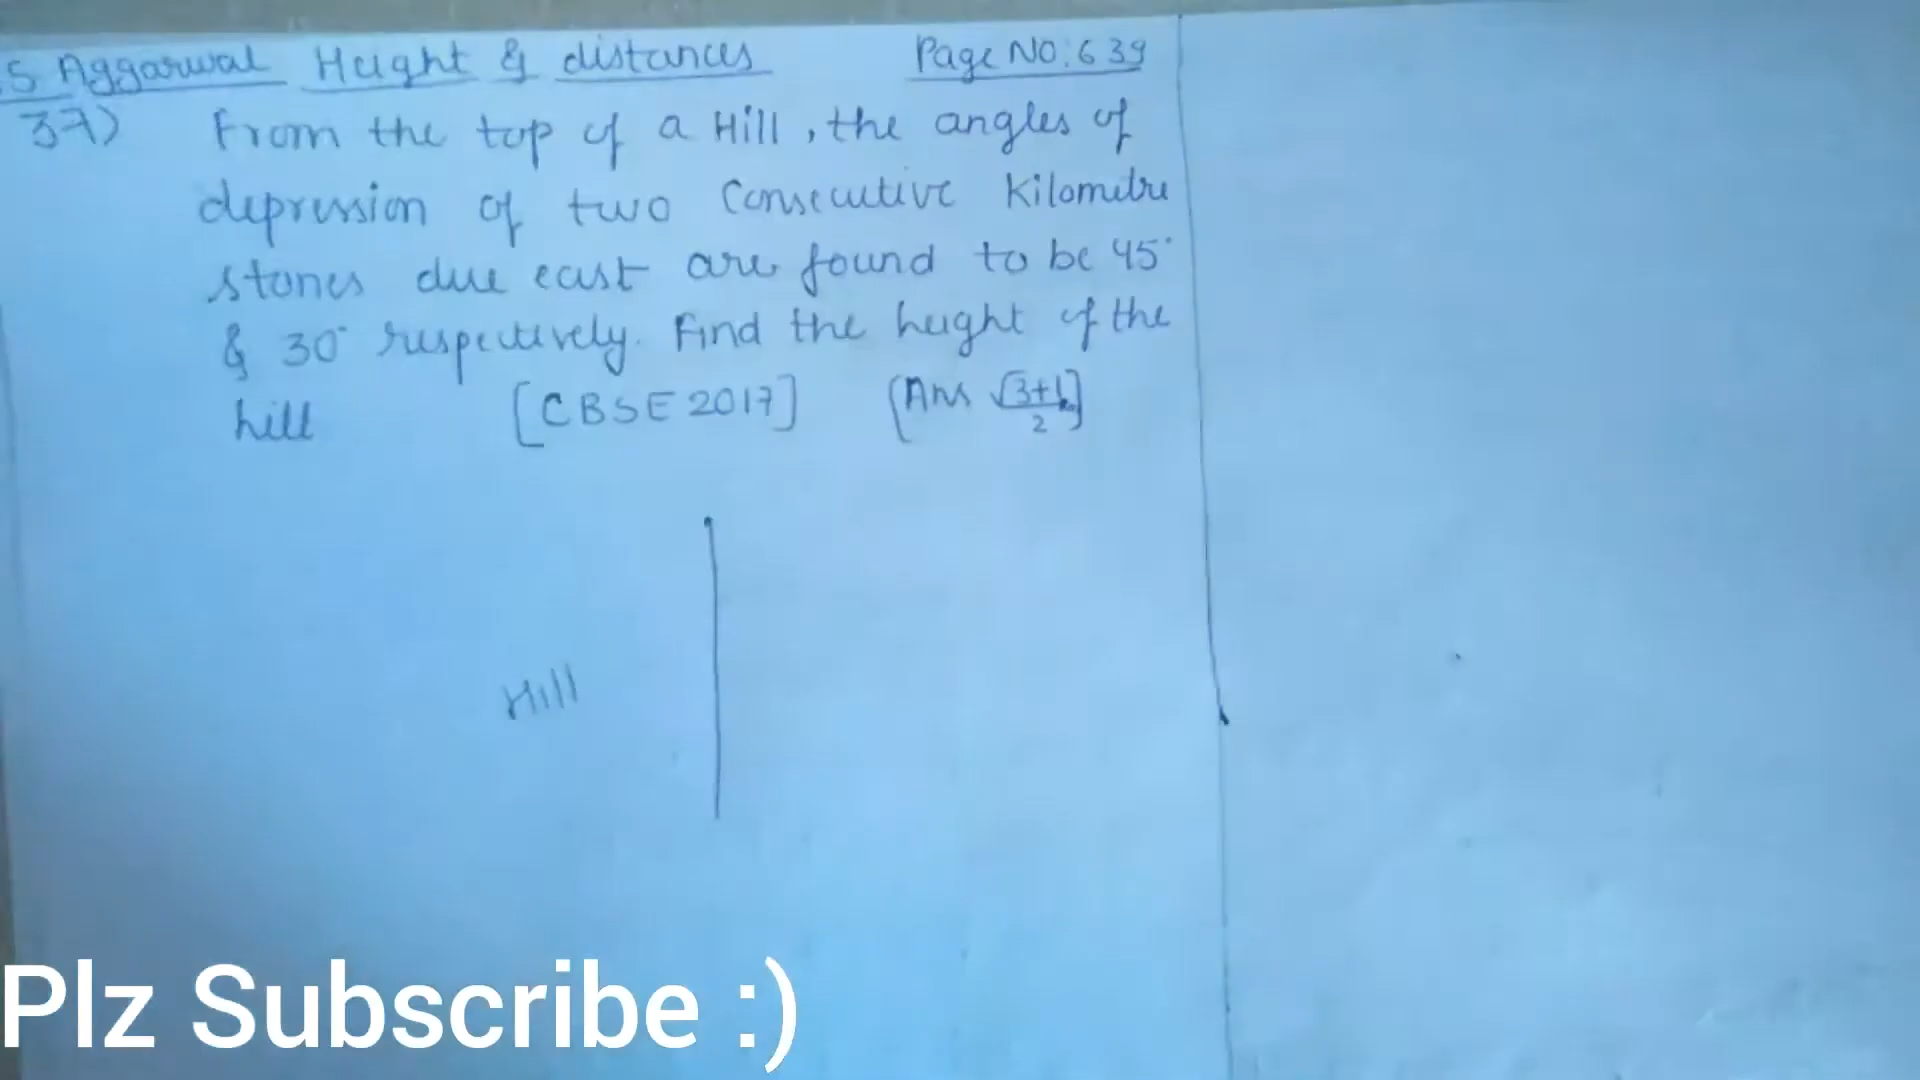 S Aggarwal Height & distances Page No: 639
37) From the top of a Hill, the angles of
depression of two Consecutive Kilometre
stones due east are found to be 45°
& 30° respectively. Find the height of the
hill [CBSE 2017] [Ans √3+1/2]
Hill
Plz Subscribe :)